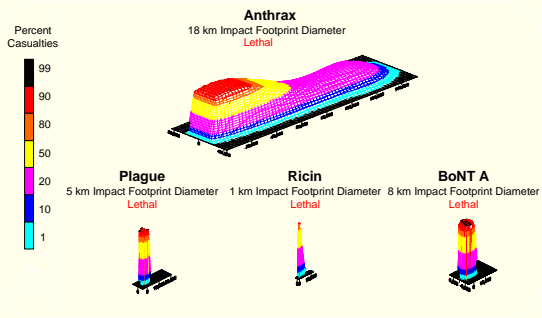 Anthrax
18 km Impact Footprint Diameter
Lethal
Percent
Casualties
99
90
80
50
20
10
1
Plague
5 km Impact Footprint Diameter
Lethal
Ricin
1 km Impact Footprint Diameter
Lethal
BoNT A
8 km Impact Footprint Diameter
Lethal